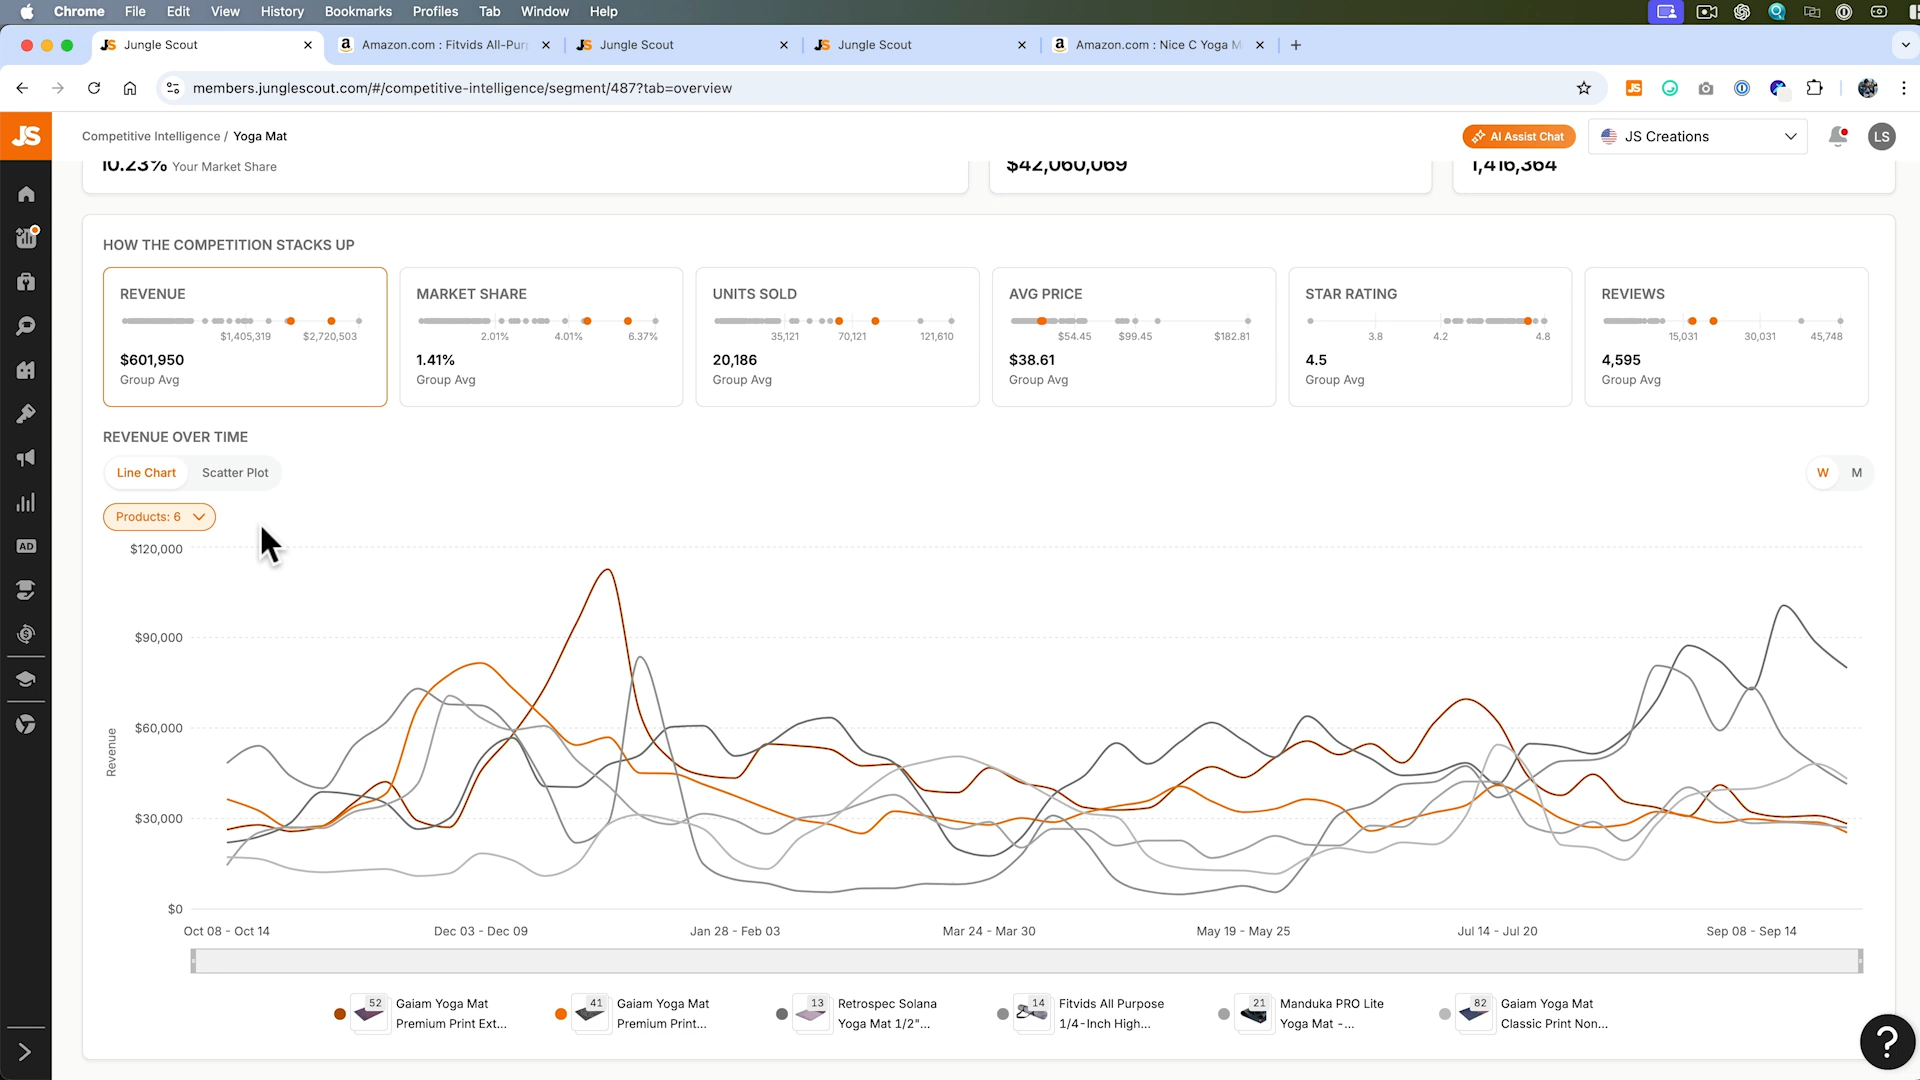 Chrome File Edit View History Bookmarks Profiles Tab Window Help
Jungle Scout
Amazon.com : Fitvids All-Pur
Jungle Scout
Jungle Scout
Amazon.com : Nice C Yoga M
members.junglescout.com/#/competitive-intelligence/segment/487?tab=overview
JS
Competitive Intelligence / Yoga Mat
AI Assist Chat
JS Creations
LS
10.23% Your Market Share
$42,060,069
1,416,364
HOW THE COMPETITION STACKS UP
REVENUE
$1,405,319 $2,720,503
$601,950
Group Avg
MARKET SHARE
2.01% 4.01% 6.37%
1.41%
Group Avg
UNITS SOLD
35,121 70,121 121,610
20,186
Group Avg
AVG PRICE
$54.45 $99.45 $182.81
$38.61
Group Avg
STAR RATING
3.8 4.2 4.8
4.5
Group Avg
REVIEWS
15,031 30,031 45,748
4,595
Group Avg
REVENUE OVER TIME
Line Chart Scatter Plot
W M
Products: 6
$120,000
$90,000
$60,000
$30,000
$0
Revenue
Oct 08 - Oct 14 Dec 03 - Dec 09 Jan 28 - Feb 03 Mar 24 - Mar 30 May 19 - May 25 Jul 14 - Jul 20 Sep 08 - Sep 14
52 Gaiam Yoga Mat
Premium Print Ext...
41 Gaiam Yoga Mat
Premium Print...
13 Retrospec Solana
Yoga Mat 1/2"...
14 Fitvids All Purpose
1/4-Inch High...
21 Manduka PRO Lite
Yoga Mat -...
82 Gaiam Yoga Mat
Classic Print Non...
AD
?